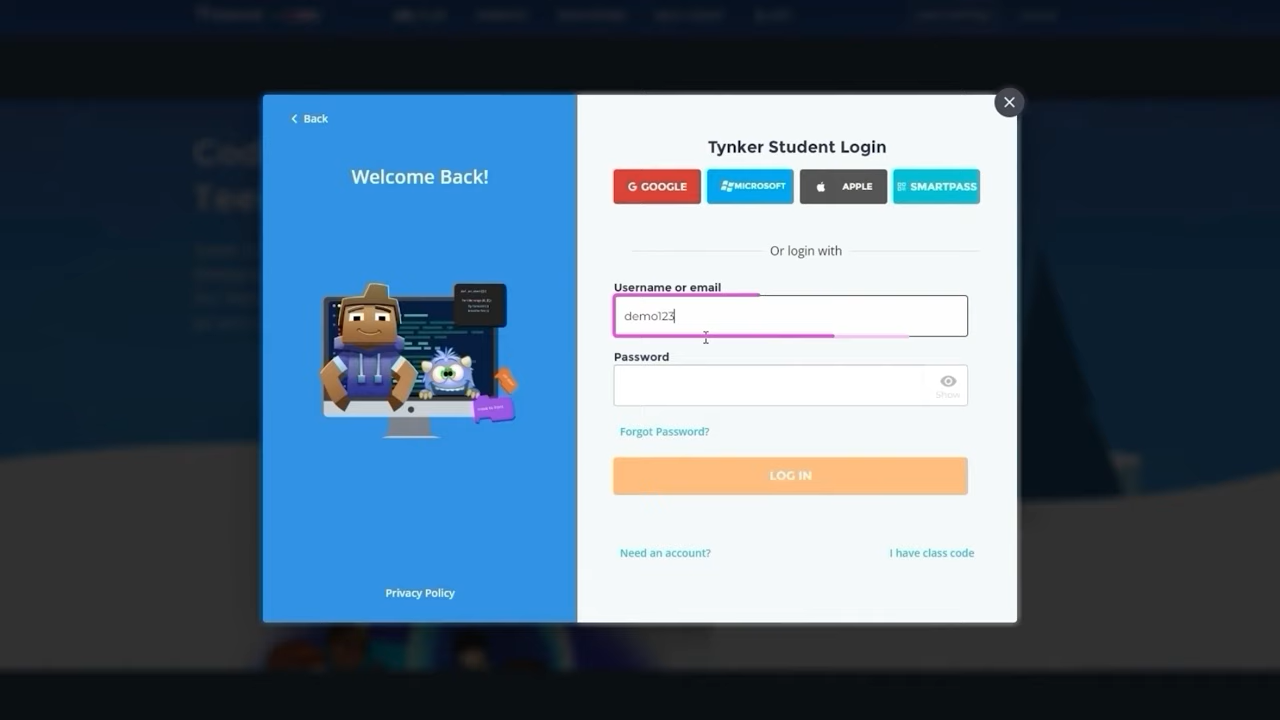 Back
Welcome Back!
Privacy Policy
Tynker Student Login
G GOOGLE
MICROSOFT
APPLE
SMARTPASS
Or login with
Username or email
demo123
Password
Show
Forgot Password?
LOG IN
Need an account?
I have class code